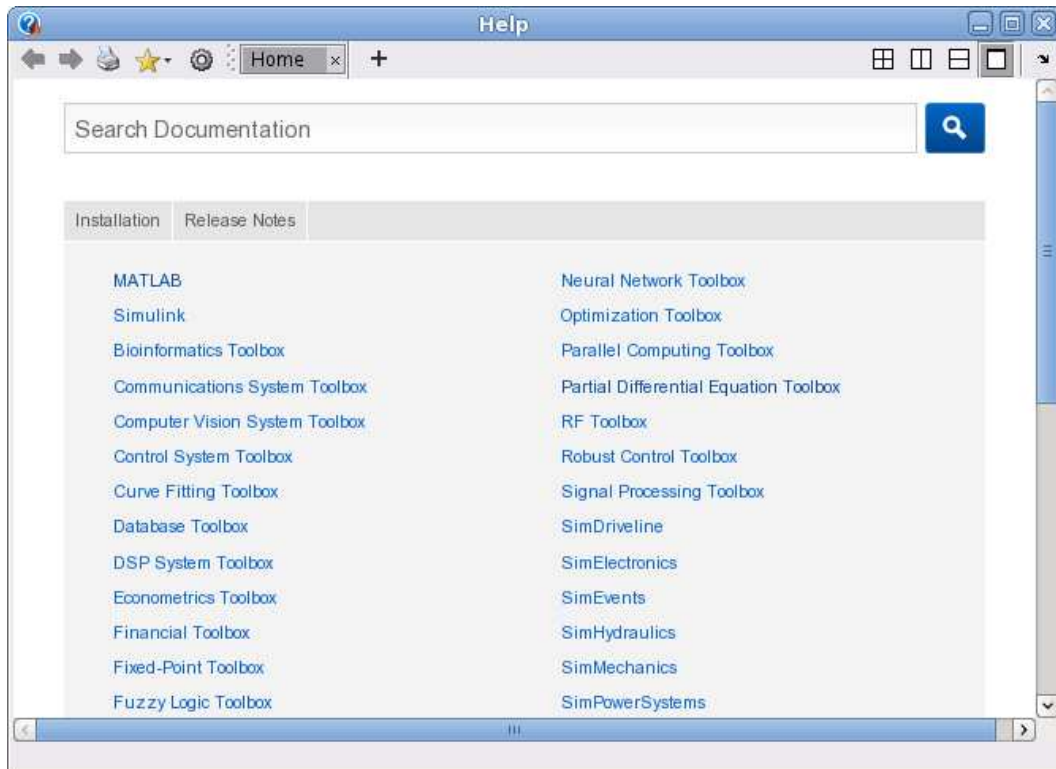 Help
Home
Search Documentation
Installation Release Notes
MATLAB
Simulink
Bioinformatics Toolbox
Communications System Toolbox
Computer Vision System Toolbox
Control System Toolbox
Curve Fitting Toolbox
Database Toolbox
DSP System Toolbox
Econometrics Toolbox
Financial Toolbox
Fixed-Point Toolbox
Fuzzy Logic Toolbox
Neural Network Toolbox
Optimization Toolbox
Parallel Computing Toolbox
Partial Differential Equation Toolbox
RF Toolbox
Robust Control Toolbox
Signal Processing Toolbox
SimDriveline
SimElectronics
SimEvents
SimHydraulics
SimMechanics
SimPowerSystems